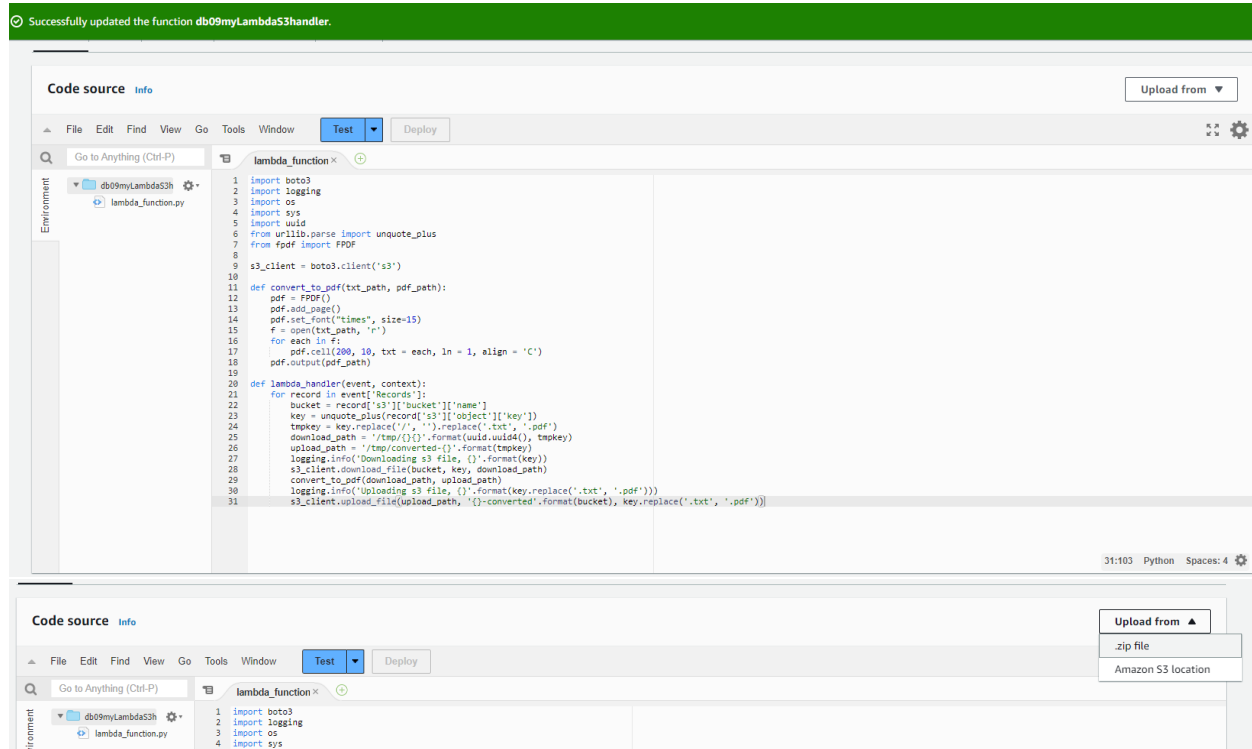 Successfully updated the function db09myLambdaS3handler.
Code source Info
Upload from
File Edit Find View Go Tools Window Test Deploy
Go to Anything (Ctrl-P)
lambda_function
Environment
db09myLambdaS3h
lambda_function.py
1 import boto3
2 import logging
3 import os
4 import sys
5 import uuid
6 from urllib.parse import unquote_plus
7 from fpdf import FPDF
8
9 s3_client = boto3.client('s3')
10
11 def convert_to_pdf(txt_path, pdf_path):
12     pdf = FPDF()
13     pdf.add_page()
14     pdf.set_font("times", size=15)
15     f = open(txt_path, 'r')
16     for each in f:
17         pdf.cell(200, 10, txt = each, ln = 1, align = 'C')
18     pdf.output(pdf_path)
19
20 def lambda_handler(event, context):
21     for record in event['Records']:
22         bucket = record['s3']['bucket']['name']
23         key = unquote_plus(record['s3']['object']['key'])
24         tmpkey = key.replace('/', '').replace('.txt', '.pdf')
25         download_path = '/tmp/{}{}'.format(uuid.uuid4(), tmpkey)
26         upload_path = '/tmp/converted-{}'.format(tmpkey)
27         logging.info('Downloading s3 file, {}'.format(key))
28         s3_client.download_file(bucket, key, download_path)
29         convert_to_pdf(download_path, upload_path)
30         logging.info('Uploading s3 file, {}'.format(key.replace('.txt', '.pdf')))
31         s3_client.upload_file(upload_path, '{}-converted'.format(bucket), key.replace('.txt', '.pdf'))
31:103 Python Spaces: 4
Code source Info
Upload from
.zip file
Amazon S3 location
File Edit Find View Go Tools Window Test Deploy
Go to Anything (Ctrl-P)
lambda_function
db09myLambdaS3h
lambda_function.py
1 import boto3
2 import logging
3 import os
4 import sys